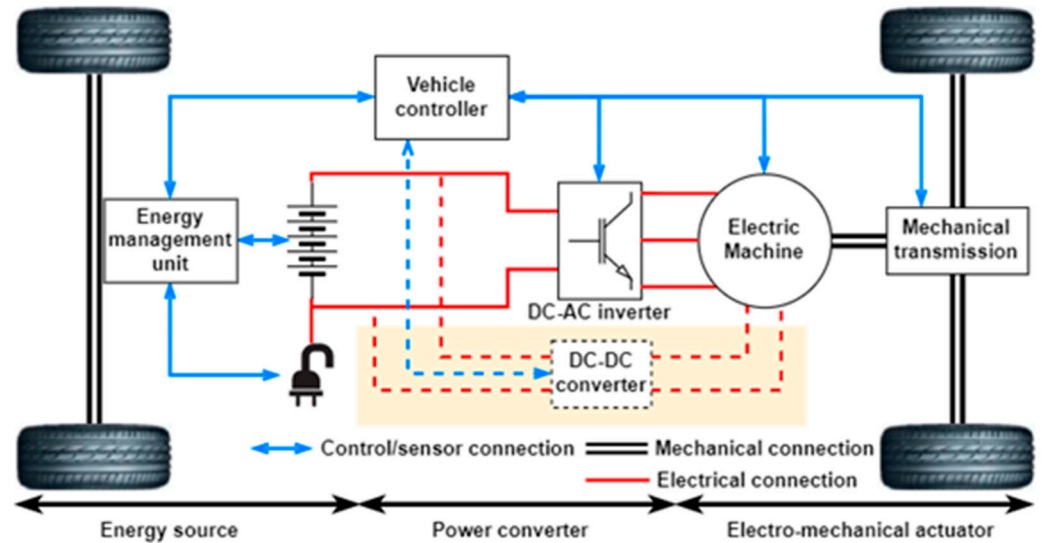 Vehicle
controller
Energy
management
unit
Electric
Machine
Mechanical
transmission
DC-AC inverter
DC-DC
converter
Control/sensor connection
Mechanical connection
Electrical connection
Energy source
Power converter
Electro-mechanical actuator